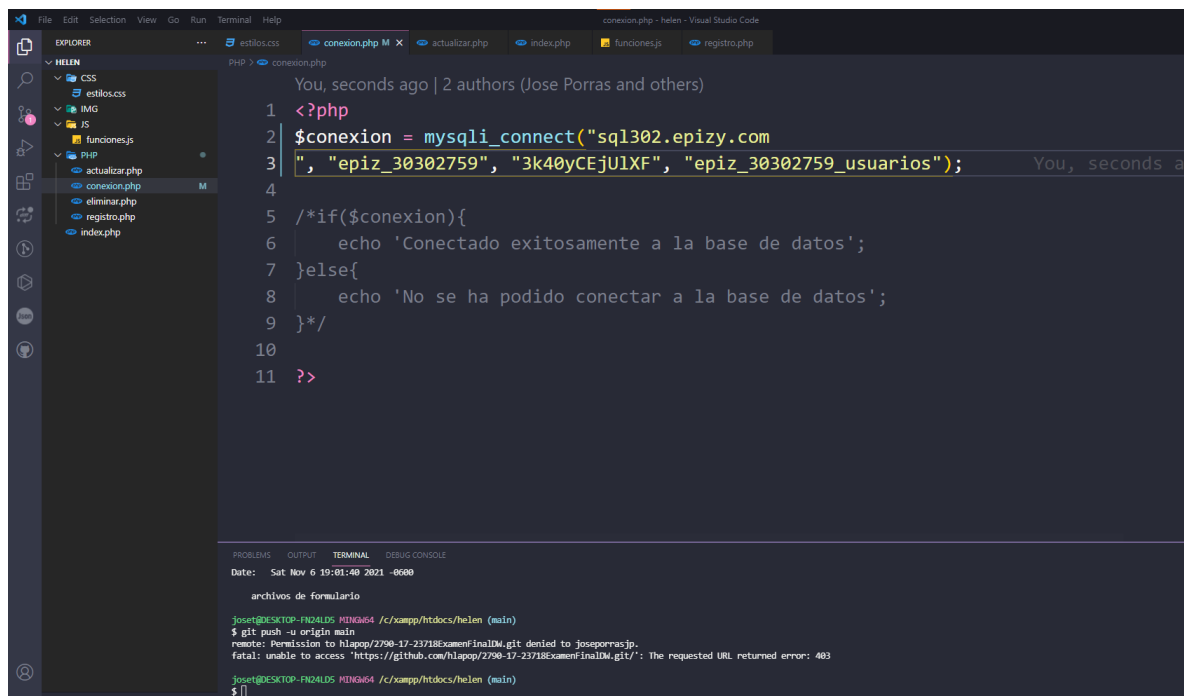 File Edit Selection View Go Run Terminal Help
conexion.php - helen - Visual Studio Code
EXPLORER
estilos.css
conexion.php M
actualizar.php
index.php
funciones.js
registro.php
HELEN
CSS
estilos.css
IMG
JS
funciones.js
PHP
actualizar.php
conexion.php M
eliminar.php
registro.php
index.php
PHP > conexion.php
You, seconds ago | 2 authors (Jose Porras and others)
1 <?php
2 $conexion = mysqli_connect("sql302.epizy.com
3 ", "epiz_30302759", "3k40yCEjUlXF", "epiz_30302759_usuarios"); You, seconds a
4
5 /*if($conexion){
6 echo 'Conectado exitosamente a la base de datos';
7 }else{
8 echo 'No se ha podido conectar a la base de datos';
9 }*/
10
11 ?>
PROBLEMS OUTPUT TERMINAL DEBUG CONSOLE
Date: Sat Nov 6 19:01:40 2021 -0600
archivos de formulario
joset@DESKTOP-FN24LD5 MINGW64 /c/xampp/htdocs/helen (main)
$ git push -u origin main
remote: Permission to hlapop/2790-17-23718ExamenFinalDW.git denied to joseporrasjp.
fatal: unable to access 'https://github.com/hlapop/2790-17-23718ExamenFinalDW.git/': The requested URL returned error: 403
joset@DESKTOP-FN24LD5 MINGW64 /c/xampp/htdocs/helen (main)
$